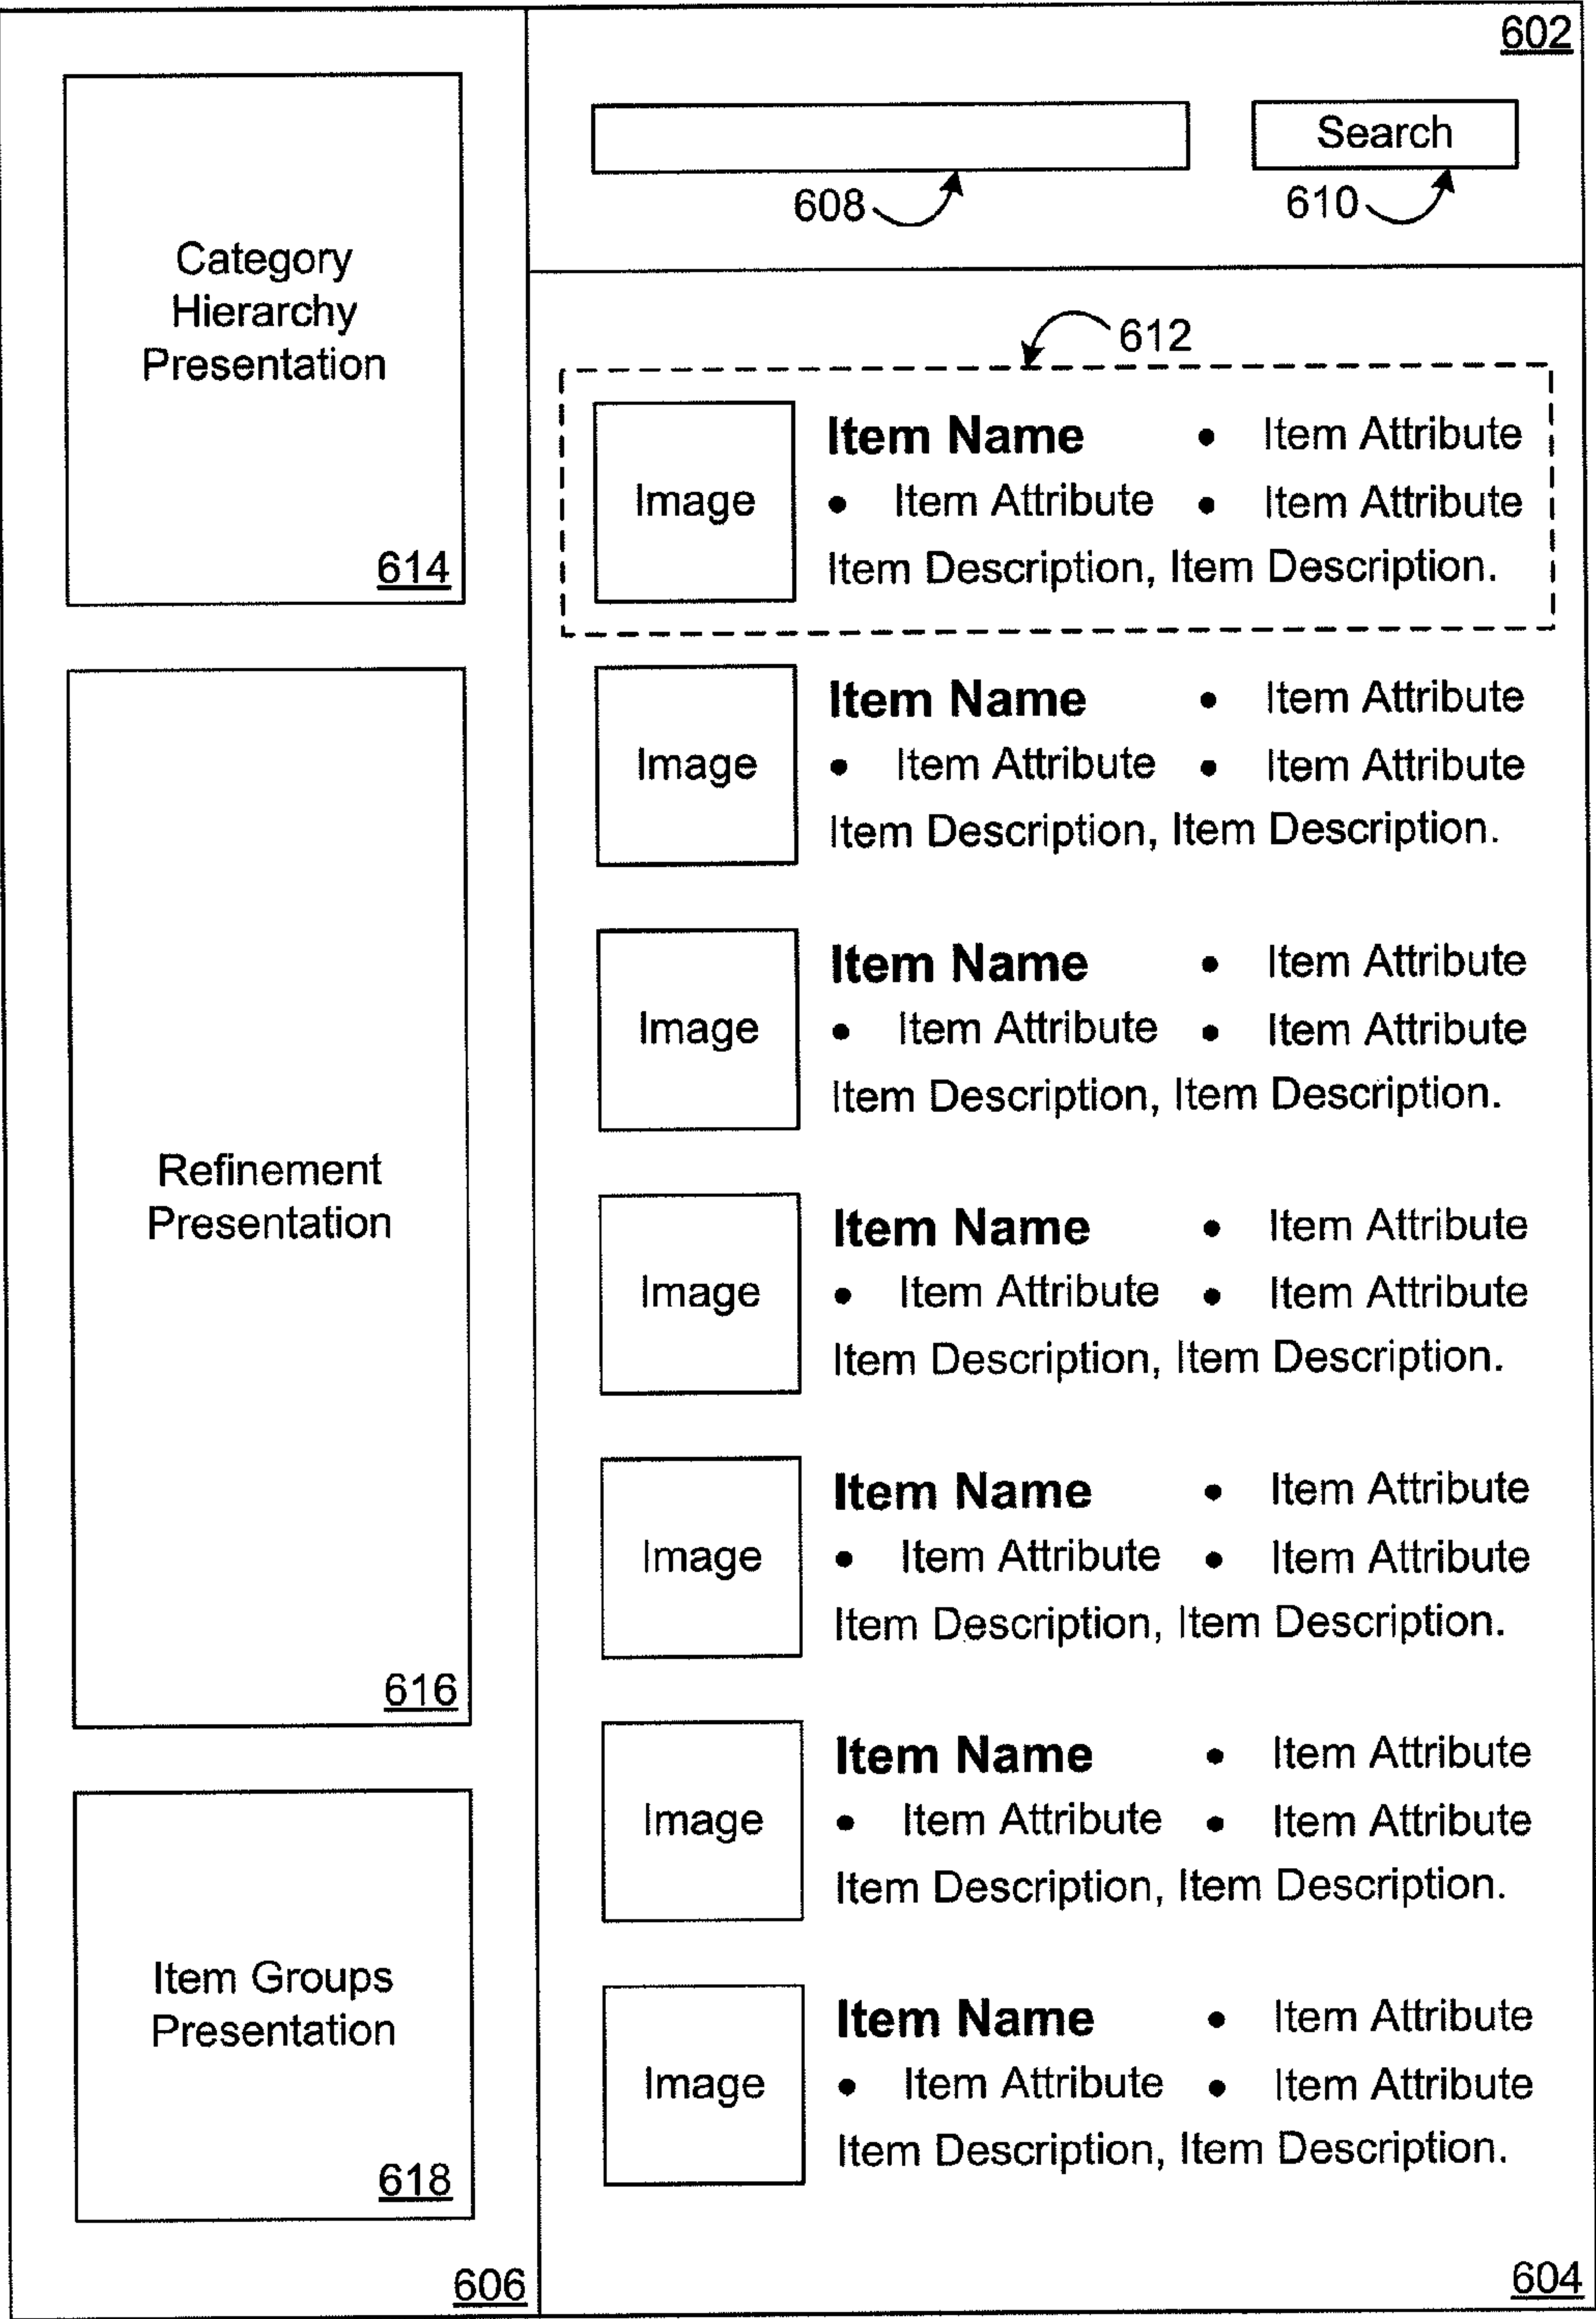 Category
Hierarchy
Presentation
614
Refinement
Presentation
616
Item Groups
Presentation
618
606
602
Search
608
610
612
Image
Item Name • Item Attribute
• Item Attribute • Item Attribute
Item Description, Item Description.
Image
Item Name • Item Attribute
• Item Attribute • Item Attribute
Item Description, Item Description.
Image
Item Name • Item Attribute
• Item Attribute • Item Attribute
Item Description, Item Description.
Image
Item Name • Item Attribute
• Item Attribute • Item Attribute
Item Description, Item Description.
Image
Item Name • Item Attribute
• Item Attribute • Item Attribute
Item Description, Item Description.
Image
Item Name • Item Attribute
• Item Attribute • Item Attribute
Item Description, Item Description.
Image
Item Name • Item Attribute
• Item Attribute • Item Attribute
Item Description, Item Description.
604